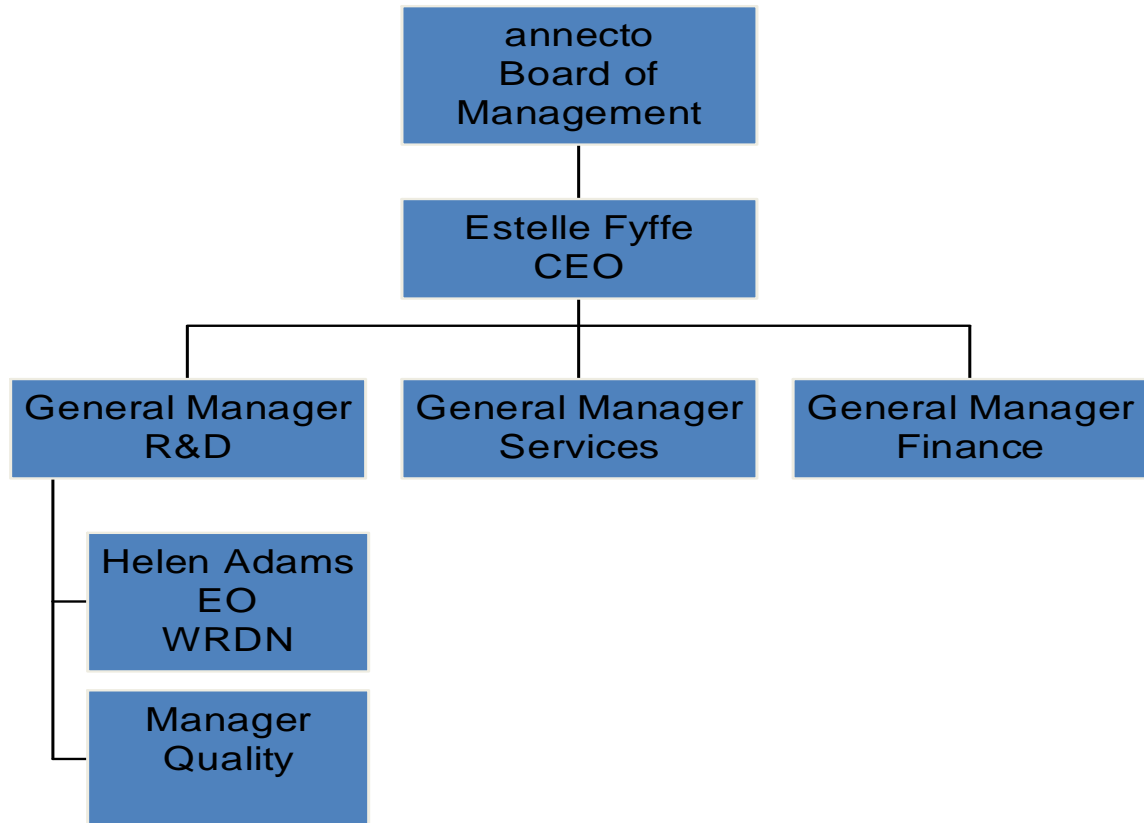 annecto
Board of
Management
Estelle Fyffe
CEO
General Manager
R&D
General Manager
Services
General Manager
Finance
Helen Adams
EO
WRDN
Manager
Quality